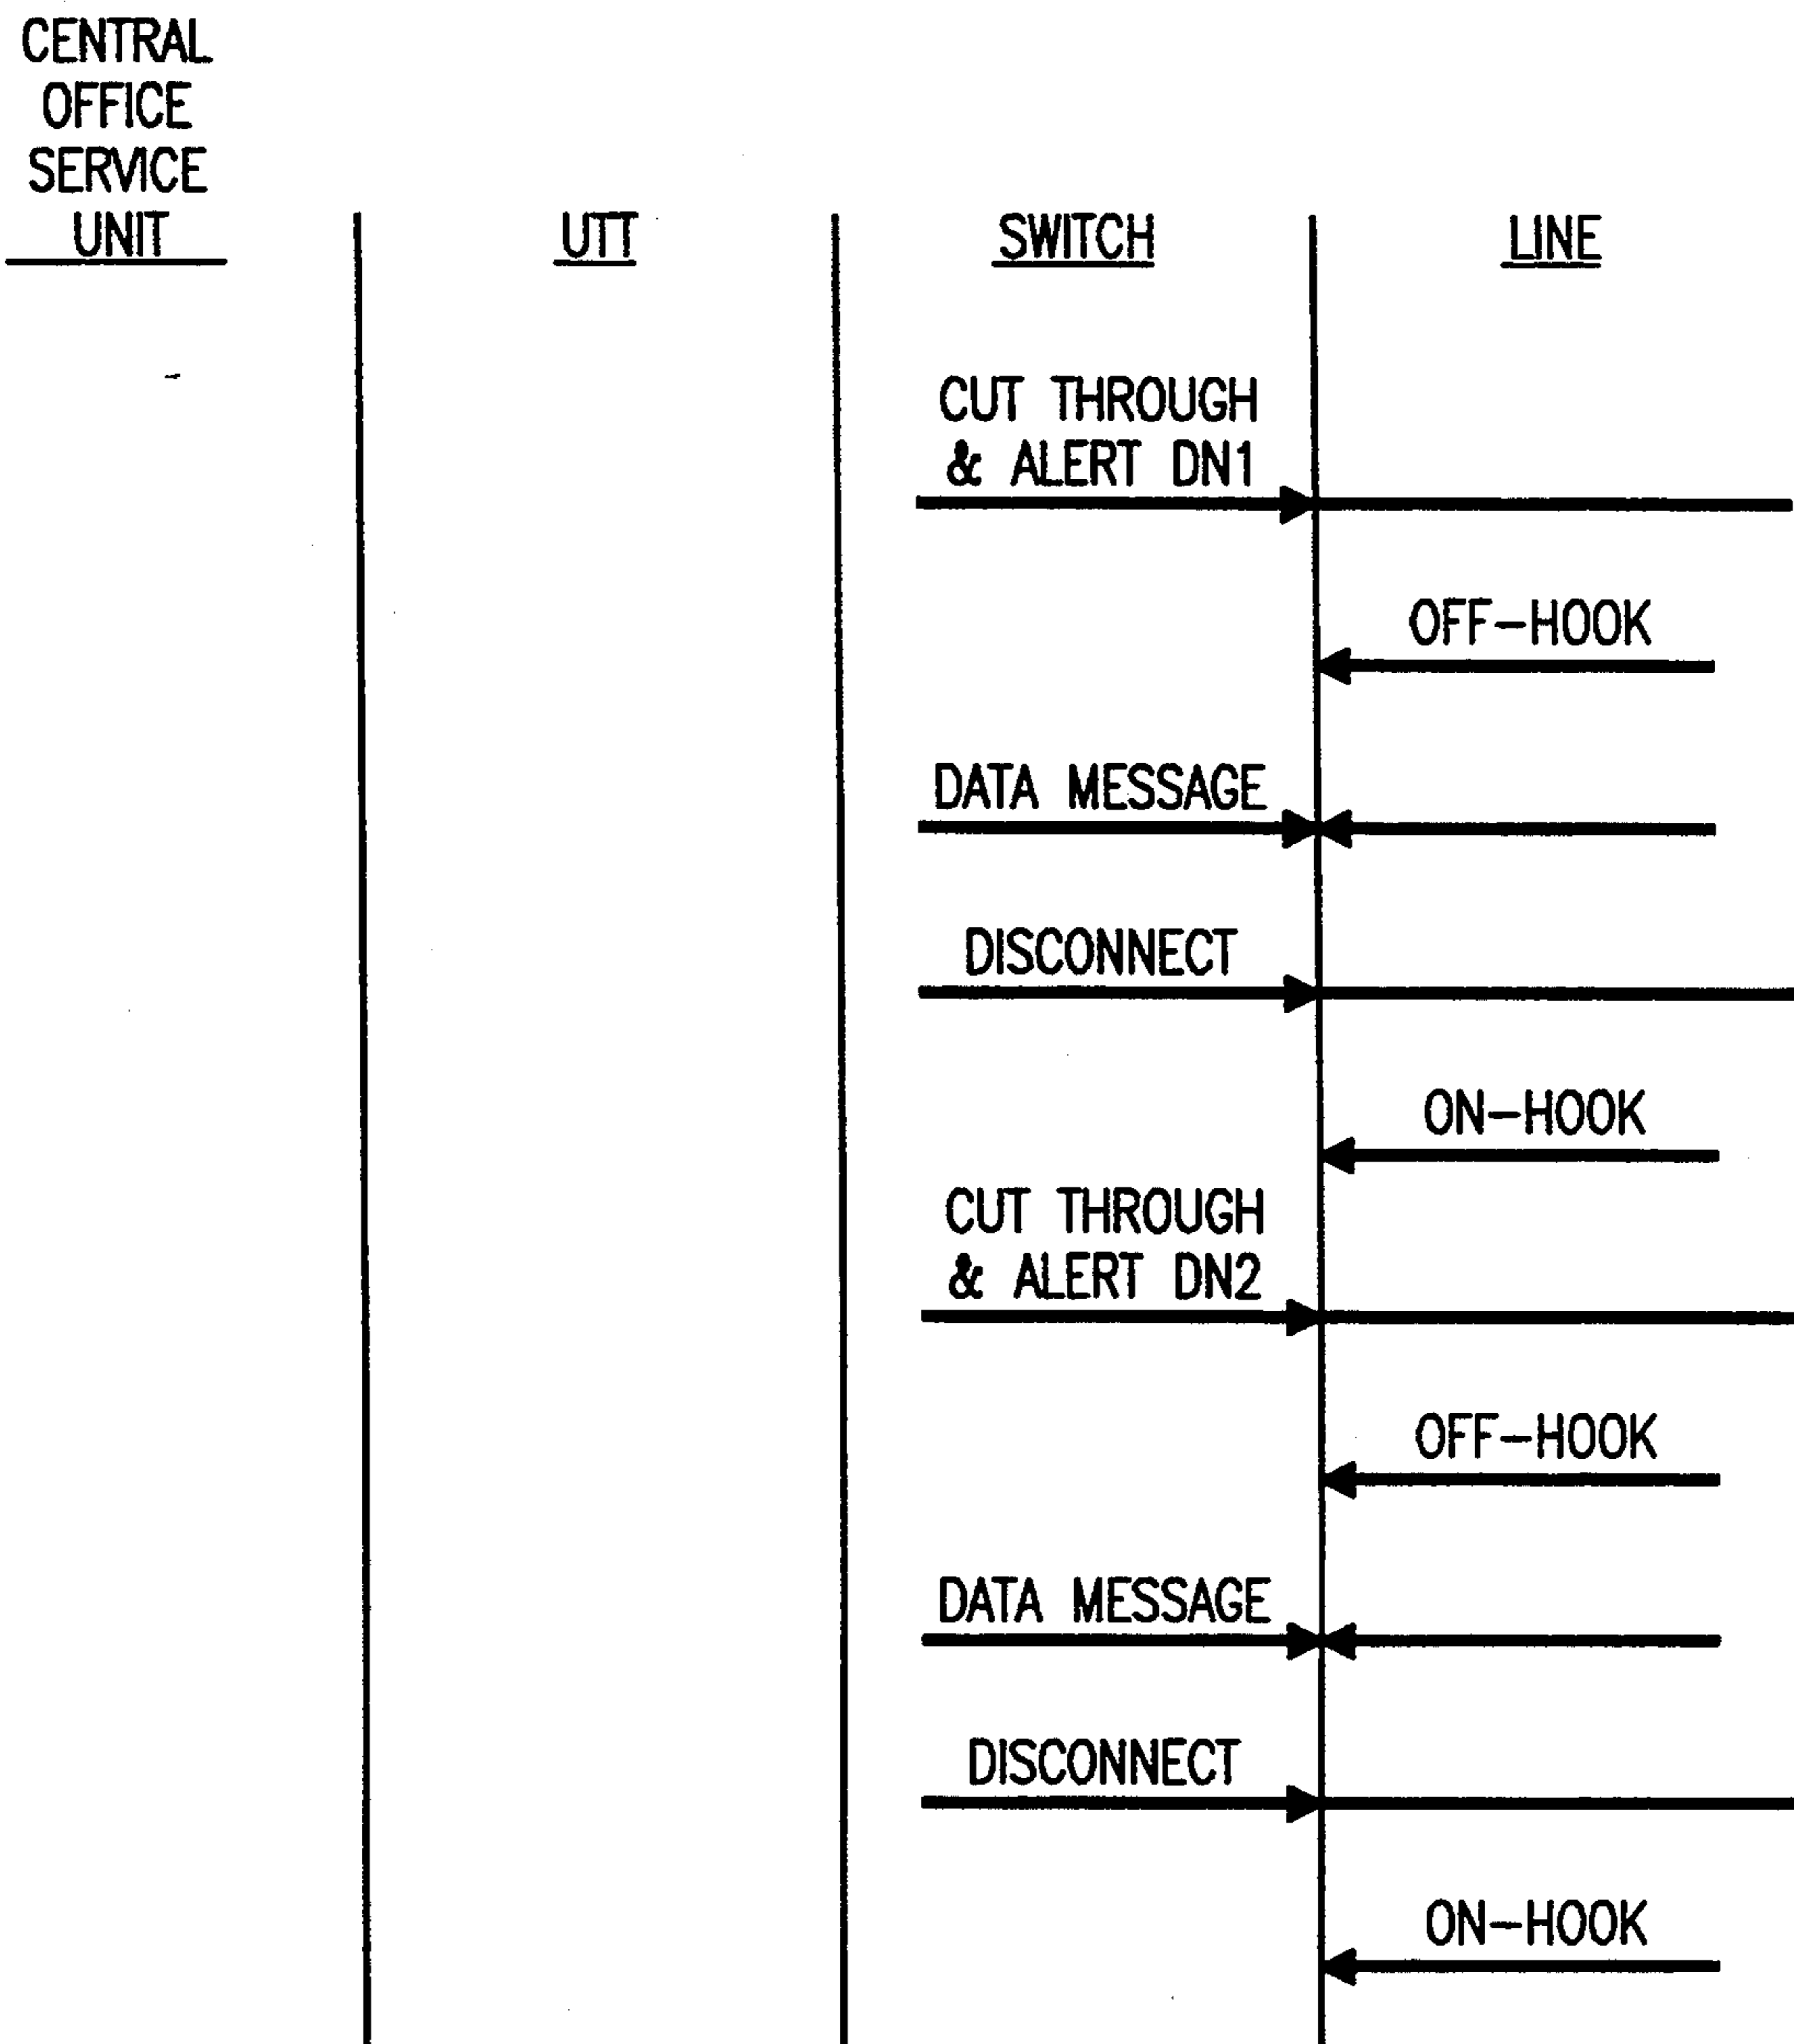 CENTRAL
OFFICE
SERVICE
UNIT
UTT
SWITCH
LINE
CUT THROUGH
& ALERT DN1
OFF-HOOK
DATA MESSAGE
DISCONNECT
ON-HOOK
CUT THROUGH
& ALERT DN2
OFF-HOOK
DATA MESSAGE
DISCONNECT
ON-HOOK